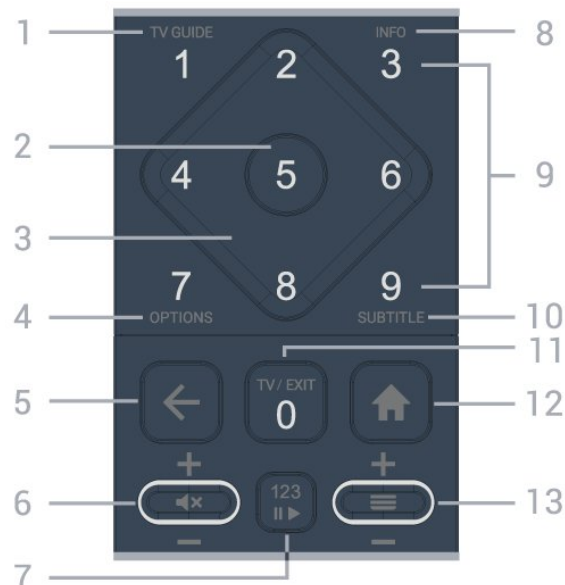 1 TV GUIDE INFO 8
1 2 3
2
4 5 6 9
3
7 8 9
4 OPTIONS SUBTITLE 10
11
TV / EXIT
5 0 12
+ +
6 13
123
- -
7